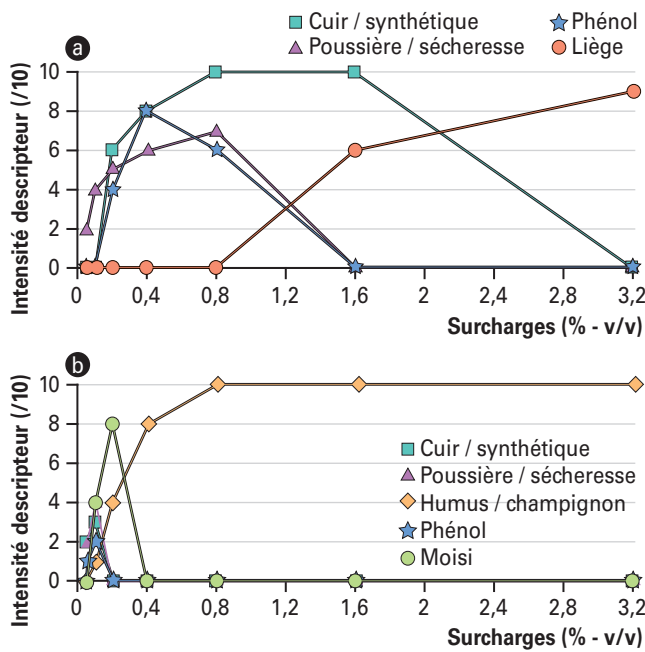 a
Cuir / synthétique
Phénol
Poussière / sécheresse
Liège
Intensité descripteur (/10)
10
8
6
4
2
0
0 0,4 0,8 1,2 1,6 2 2,4 2,8 3,2
Surcharges (% - v/v)
b
Intensité descripteur (/10)
10
8
6
4
2
0
Cuir / synthétique
Poussière / sécheresse
Humus / champignon
Phénol
Moisi
0 0,4 0,8 1,2 1,6 2 2,4 2,8 3,2
Surcharges (% - v/v)